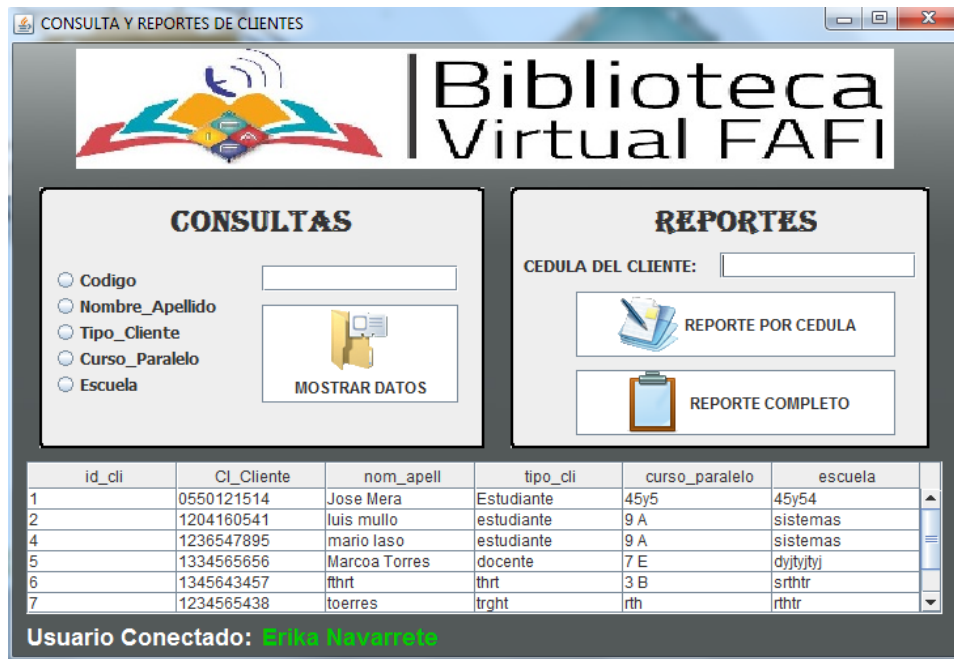 CONSULTA Y REPORTES DE CLIENTES
Biblioteca
Virtual FAFI
CONSULTAS
Codigo
Nombre_Apellido
Tipo_Cliente
Curso_Paralelo
Escuela
MOSTRAR DATOS
REPORTES
CEDULA DEL CLIENTE:
REPORTE POR CEDULA
REPORTE COMPLETO
id_cli CI_Cliente nom_apell tipo_cli curso_paralelo escuela
1 0550121514 Jose Mera Estudiante 45y5 45y54
2 1204160541 luis mullo estudiante 9 A sistemas
4 1236547895 mario laso estudiante 9 A sistemas
5 1334565656 Marcoa Torres docente 7 E dyjtyjtyj
6 1345643457 fthrt thrt 3 B srthtr
7 1234565438 toerres trght rth rthtr
Usuario Conectado: Erika Navarrete